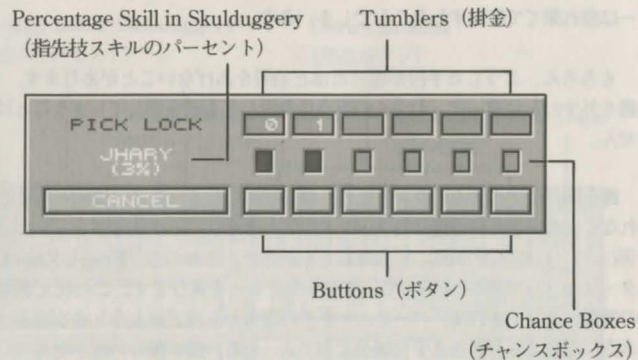 Percentage Skill in Skulduggery
(指先技スキルのパーセント)
Tumblers (掛金)
PICK LOCK
0 1
JHARY
(3%)
CANCEL
Buttons (ボタン)
Chance Boxes
(チャンスボックス)